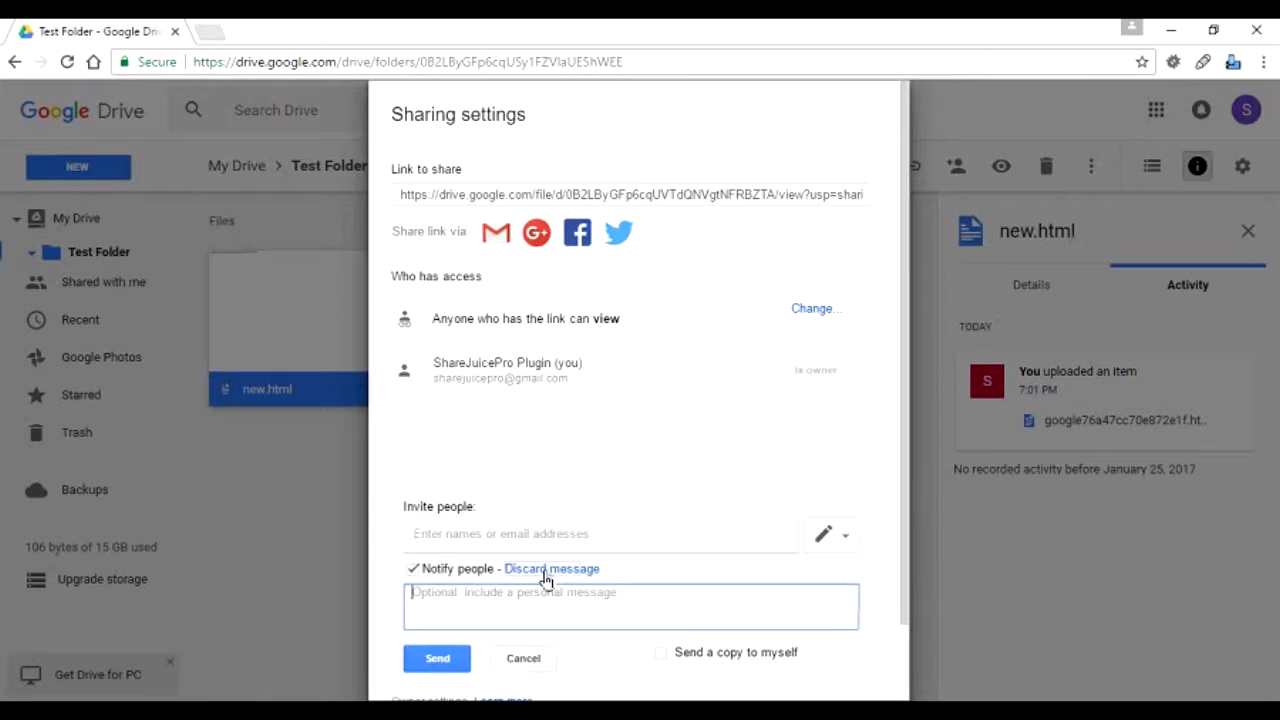 Test Folder - Google Dri
Secure
https://drive.google.com/drive/folders/0B2LByGFp6cqUSy1FZVlaUE5hWEE
Google Drive
Search Drive
S
NEW
My Drive > Test Folder
My Drive
Test Folder
Shared with me
Recent
Google Photos
Starred
Trash
Backups
106 bytes of 15 GB used
Upgrade storage
Get Drive for PC
Files
new.html
Sharing settings
Link to share
https://drive.google.com/file/d/0B2LByGFp6cqUVTdQNVgtNFRBZTA/view?usp=shari
Share link via:
Who has access
Anyone who has the link can view
Change...
ShareJuicePro Plugin (you)
sharejuicepro@gmail.com
Is owner
Invite people:
Enter names or email addresses
Notify people - Discard message
Optional include a personal message
Send
Cancel
Send a copy to myself
Owner settings Learn more
new.html
Details
Activity
TODAY
S
You uploaded an item
7:01 PM
google76a47cc70e872e1f.ht..
No recorded activity before January 25, 2017